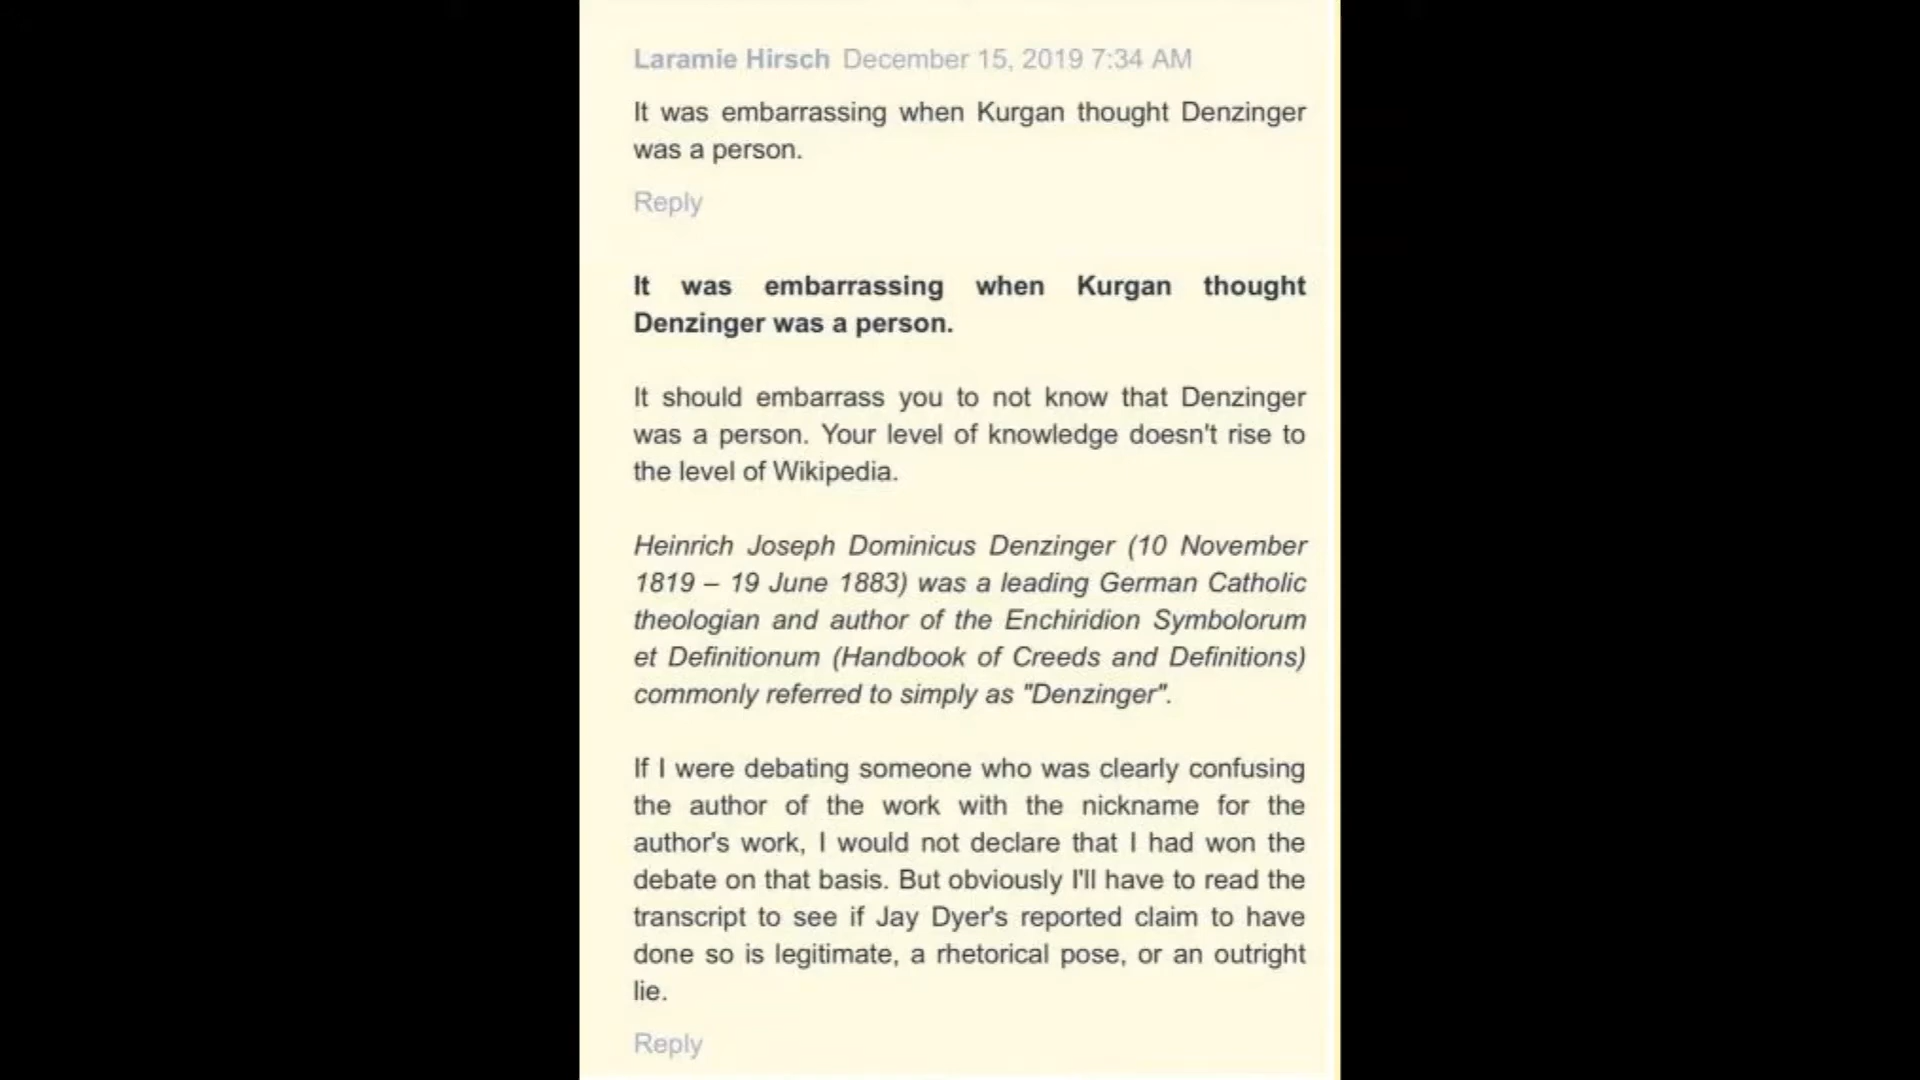 Laramie Hirsch December 15, 2019 7:34 AM
It was embarrassing when Kurgan thought Denzinger
was a person.
Reply
It was embarrassing when Kurgan thought
Denzinger was a person.
It should embarrass you to not know that Denzinger
was a person. Your level of knowledge doesn't rise to
the level of Wikipedia.
Heinrich Joseph Dominicus Denzinger (10 November
1819 – 19 June 1883) was a leading German Catholic
theologian and author of the Enchiridion Symbolorum
et Definitionum (Handbook of Creeds and Definitions)
commonly referred to simply as "Denzinger".
If I were debating someone who was clearly confusing
the author of the work with the nickname for the
author's work, I would not declare that I had won the
debate on that basis. But obviously I'll have to read the
transcript to see if Jay Dyer's reported claim to have
done so is legitimate, a rhetorical pose, or an outright
lie.
Reply